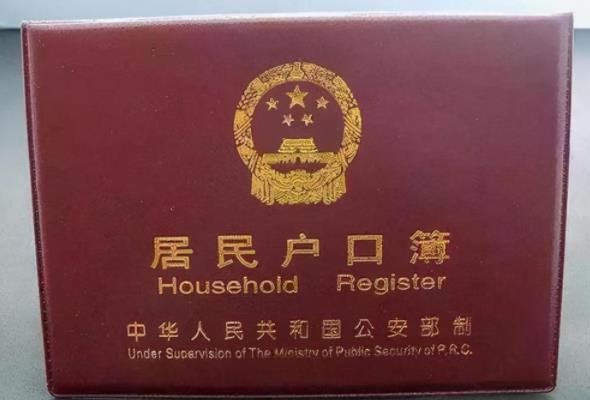 居民户口簿
Household Register
中华人民共和国公安部制
Under Supervision of The Ministry of Public Security of P.R.C.